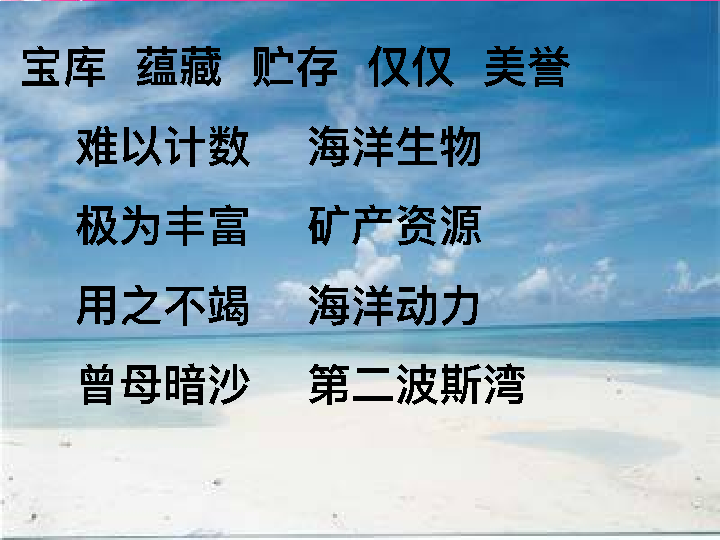 宝库 蕴藏 贮存 仅仅 美誉
难以计数 海洋生物
极为丰富 矿产资源
用之不竭 海洋动力
曾母暗沙 第二波斯湾